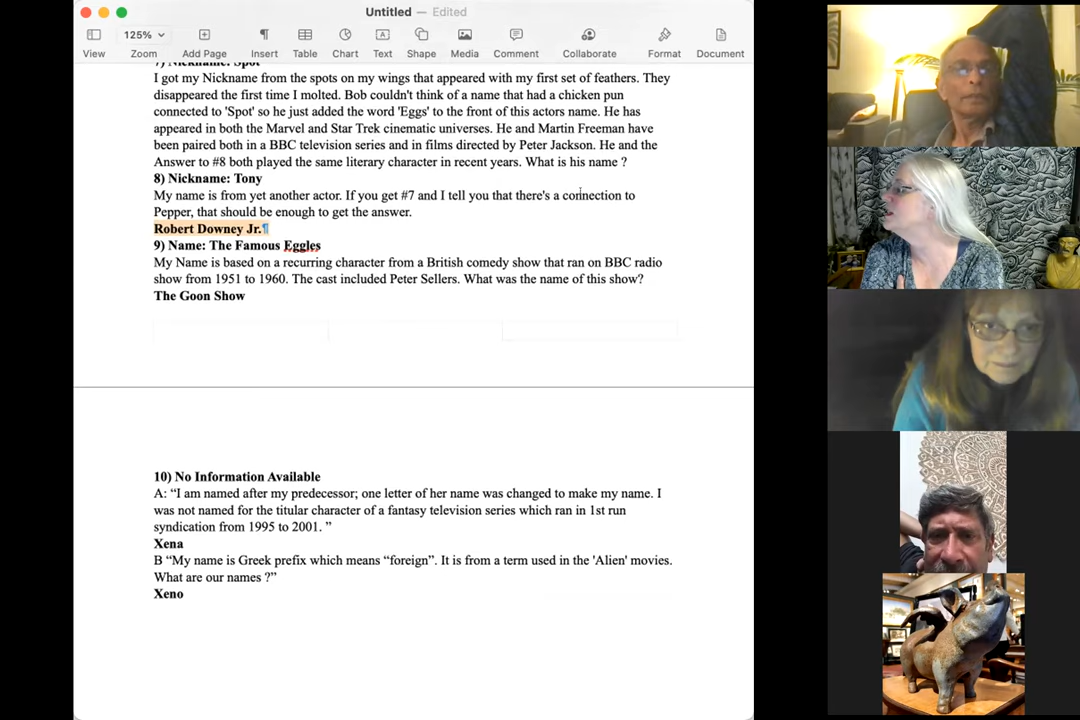 Untitled — Edited
125%
View Zoom Add Page Insert Table Chart Text Shape Media Comment Collaborate Format Document
7) Nickname: Spot
I got my Nickname from the spots on my wings that appeared with my first set of feathers. They
disappeared the first time I molted. Bob couldn't think of a name that had a chicken pun
connected to 'Spot' so he just added the word 'Eggs' to the front of this actors name. He has
appeared in both the Marvel and Star Trek cinematic universes. He and Martin Freeman have
been paired both in a BBC television series and in films directed by Peter Jackson. He and the
Answer to #8 both played the same literary character in recent years. What is his name ?
8) Nickname: Tony
My name is from yet another actor. If you get #7 and I tell you that there's a connection to
Pepper, that should be enough to get the answer.
Robert Downey Jr.¶
9) Name: The Famous Eggles
My Name is based on a recurring character from a British comedy show that ran on BBC radio
show from 1951 to 1960. The cast included Peter Sellers. What was the name of this show?
The Goon Show
10) No Information Available
A: “I am named after my predecessor; one letter of her name was changed to make my name. I
was not named for the titular character of a fantasy television series which ran in 1st run
syndication from 1995 to 2001. ”
Xena
B “My name is Greek prefix which means “foreign”. It is from a term used in the 'Alien' movies.
What are our names ?”
Xeno